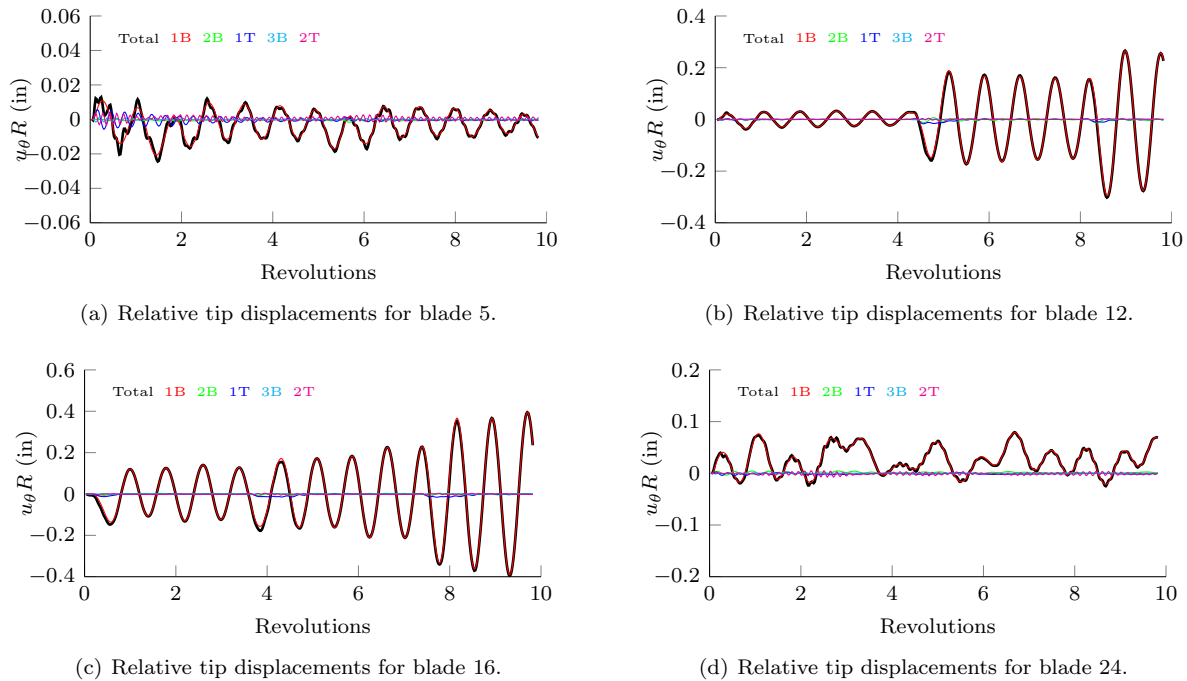 0.06
0.04
0.02
0
−0.02
−0.04
−0.06
u_θR (in)
Total 1B 2B 1T 3B 2T
0 2 4 6 8 10
Revolutions
(a) Relative tip displacements for blade 5.
0.4
0.2
0
−0.2
−0.4
u_θR (in)
Total 1B 2B 1T 3B 2T
0 2 4 6 8 10
Revolutions
(b) Relative tip displacements for blade 12.
0.6
0.4
0.2
0
−0.2
−0.4
u_θR (in)
Total 1B 2B 1T 3B 2T
0 2 4 6 8 10
Revolutions
(c) Relative tip displacements for blade 16.
0.2
0.1
0
−0.1
−0.2
u_θR (in)
Total 1B 2B 1T 3B 2T
0 2 4 6 8 10
Revolutions
(d) Relative tip displacements for blade 24.